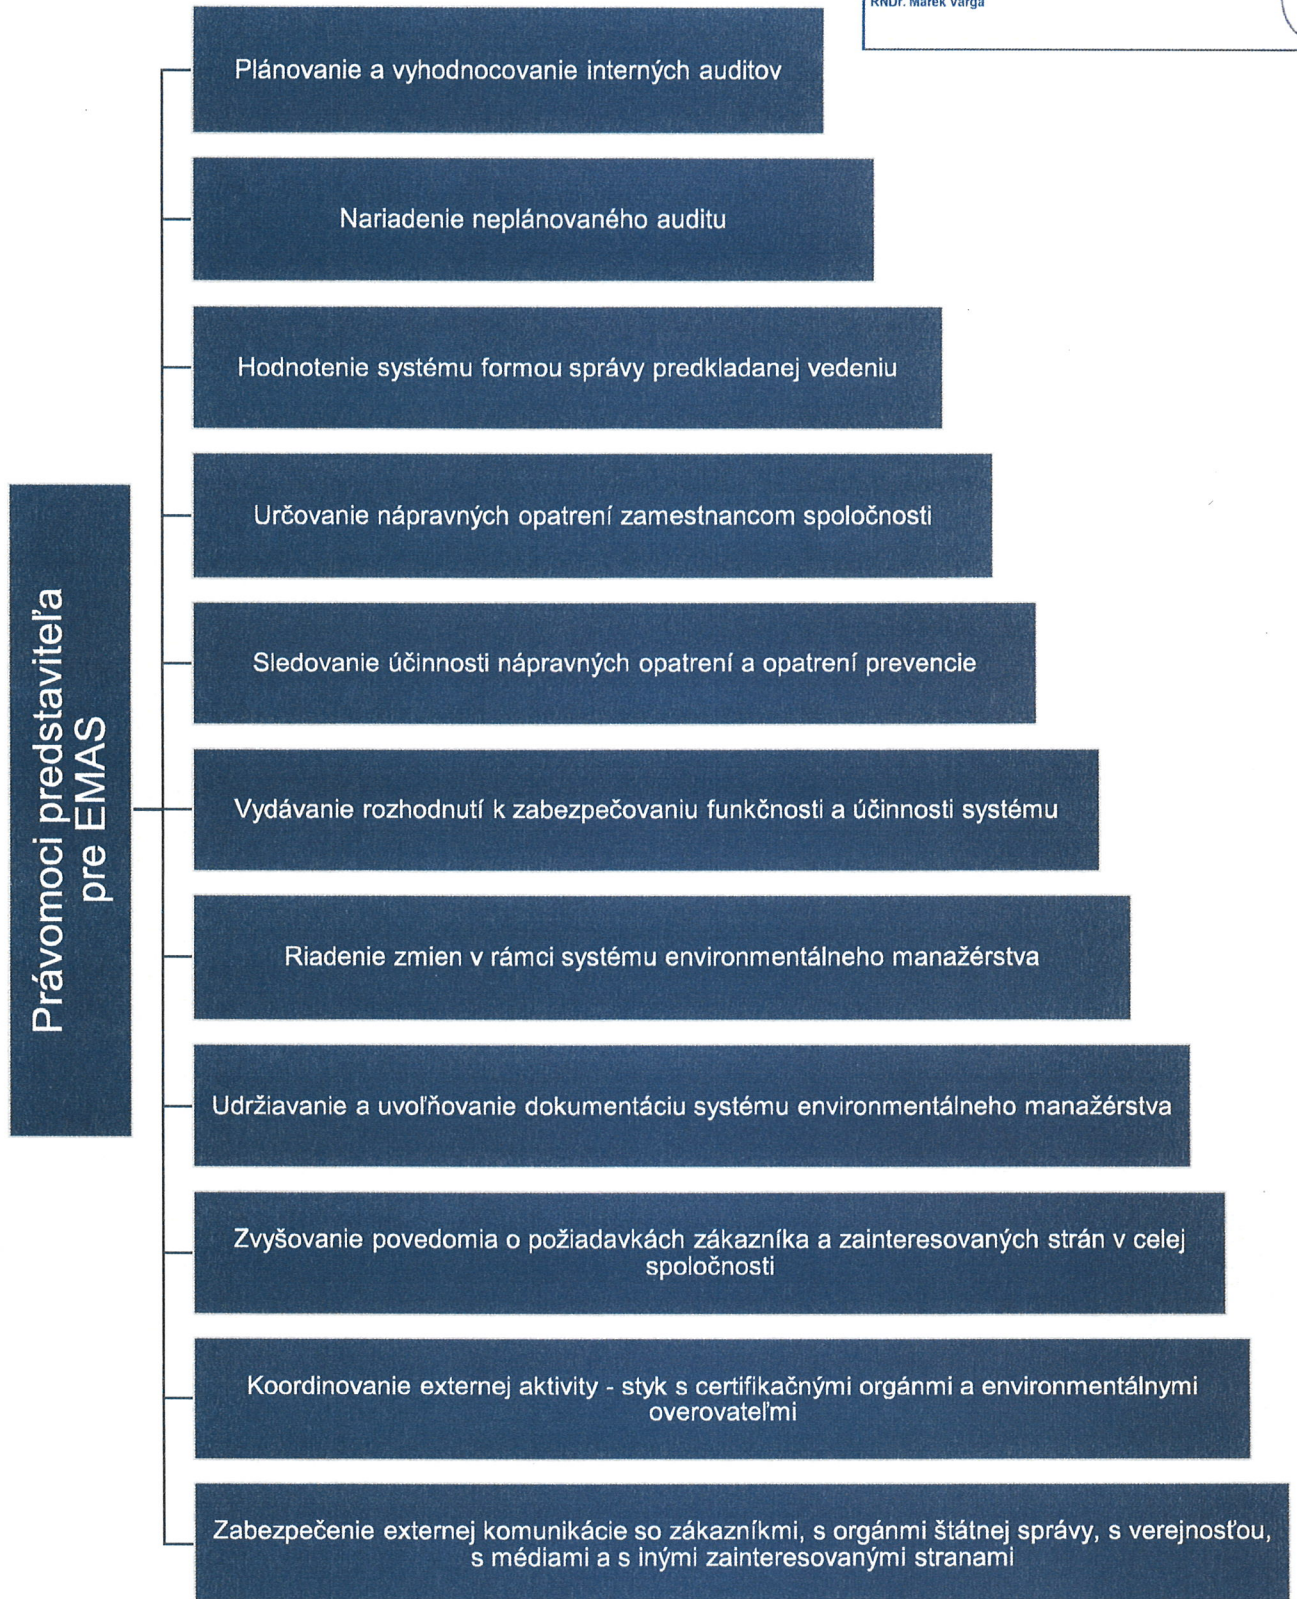 RNDr. Marek Varga
Plánovanie a vyhodnocovanie interných auditov
Nariadenie neplánovaného auditu
Hodnotenie systému formou správy predkladanej vedeniu
Určovanie nápravných opatrení zamestnancom spoločnosti
Sledovanie účinnosti nápravných opatrení a opatrení prevencie
Právomoci predstaviteľa
pre EMAS
Vydávanie rozhodnutí k zabezpečovaniu funkčnosti a účinnosti systému
Riadenie zmien v rámci systému environmentálneho manažérstva
Udržiavanie a uvoľňovanie dokumentáciu systému environmentálneho manažérstva
Zvyšovanie povedomia o požiadavkách zákazníka a zainteresovaných strán v celej
spoločnosti
Koordinovanie externej aktivity - styk s certifikačnými orgánmi a environmentálnymi
overovateľmi
Zabezpečenie externej komunikácie so zákazníkmi, s orgánmi štátnej správy, s verejnosťou,
s médiami a s inými zainteresovanými stranami